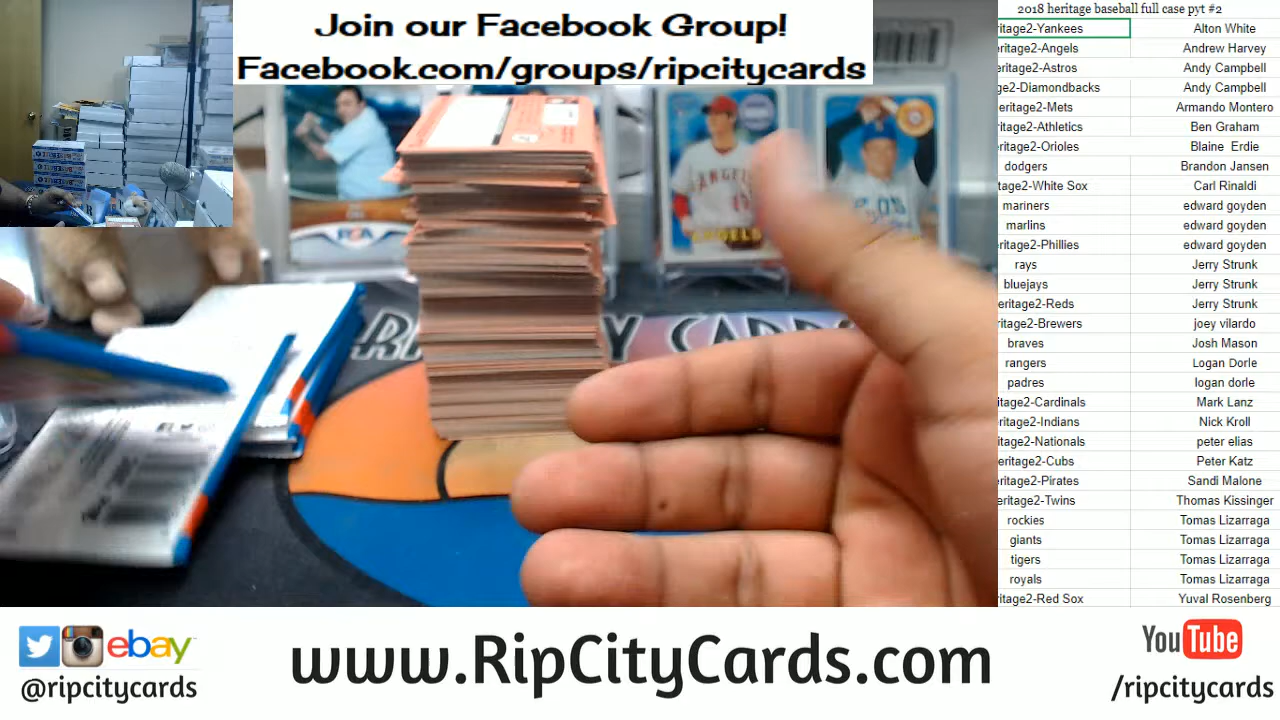 Join our Facebook Group!
Facebook.com/groups/ripcitycards
2018 heritage baseball full case pyt #2
ritage2-Yankees Alton White
eritage2-Angels Andrew Harvey
eritage2-Astros Andy Campbell
ge2-Diamondbacks Andy Campbell
eritage2-Mets Armando Montero
ritage2-Athletics Ben Graham
eritage2-Orioles Blaine Erdie
dodgers Brandon Jansen
tage2-White Sox Carl Rinaldi
mariners edward goyden
marlins edward goyden
eritage2-Phillies edward goyden
rays Jerry Strunk
bluejays Jerry Strunk
eritage2-Reds Jerry Strunk
ritage2-Brewers joey vilardo
braves Josh Mason
rangers Logan Dorle
padres logan dorle
itage2-Cardinals Mark Lanz
ritage2-Indians Nick Kroll
itage2-Nationals peter elias
eritage2-Cubs Peter Katz
eritage2-Pirates Sandi Malone
eritage2-Twins Thomas Kissinger
rockies Tomas Lizarraga
giants Tomas Lizarraga
tigers Tomas Lizarraga
royals Tomas Lizarraga
ritage2-Red Sox Yuval Rosenberg
ANGELS
ANGELS
CARDS
ebay
@ripcitycards
www.RipCityCards.com
YouTube
/ripcitycards